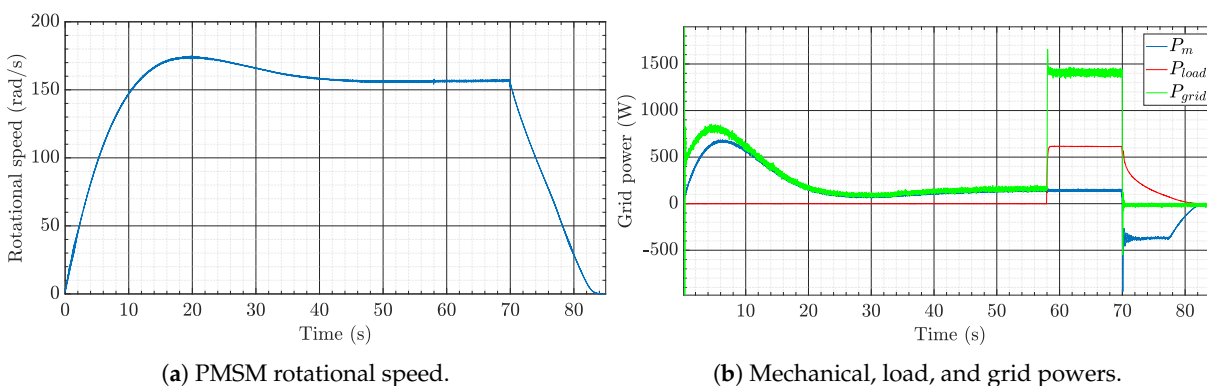 200
150
100
50
0
Rotational speed (rad/s)
0 10 20 30 40 50 60 70 80
Time (s)
(a) PMSM rotational speed.
1500
1000
500
0
-500
Grid power (W)
10 20 30 40 50 60 70 80
Time (s)
P_m
P_load
P_grid
(b) Mechanical, load, and grid powers.